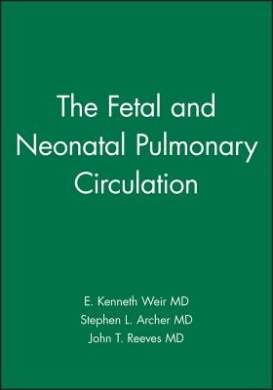 The Fetal and
Neonatal Pulmonary
Circulation
E. Kenneth Weir MD
Stephen L. Archer MD
John T. Reeves MD